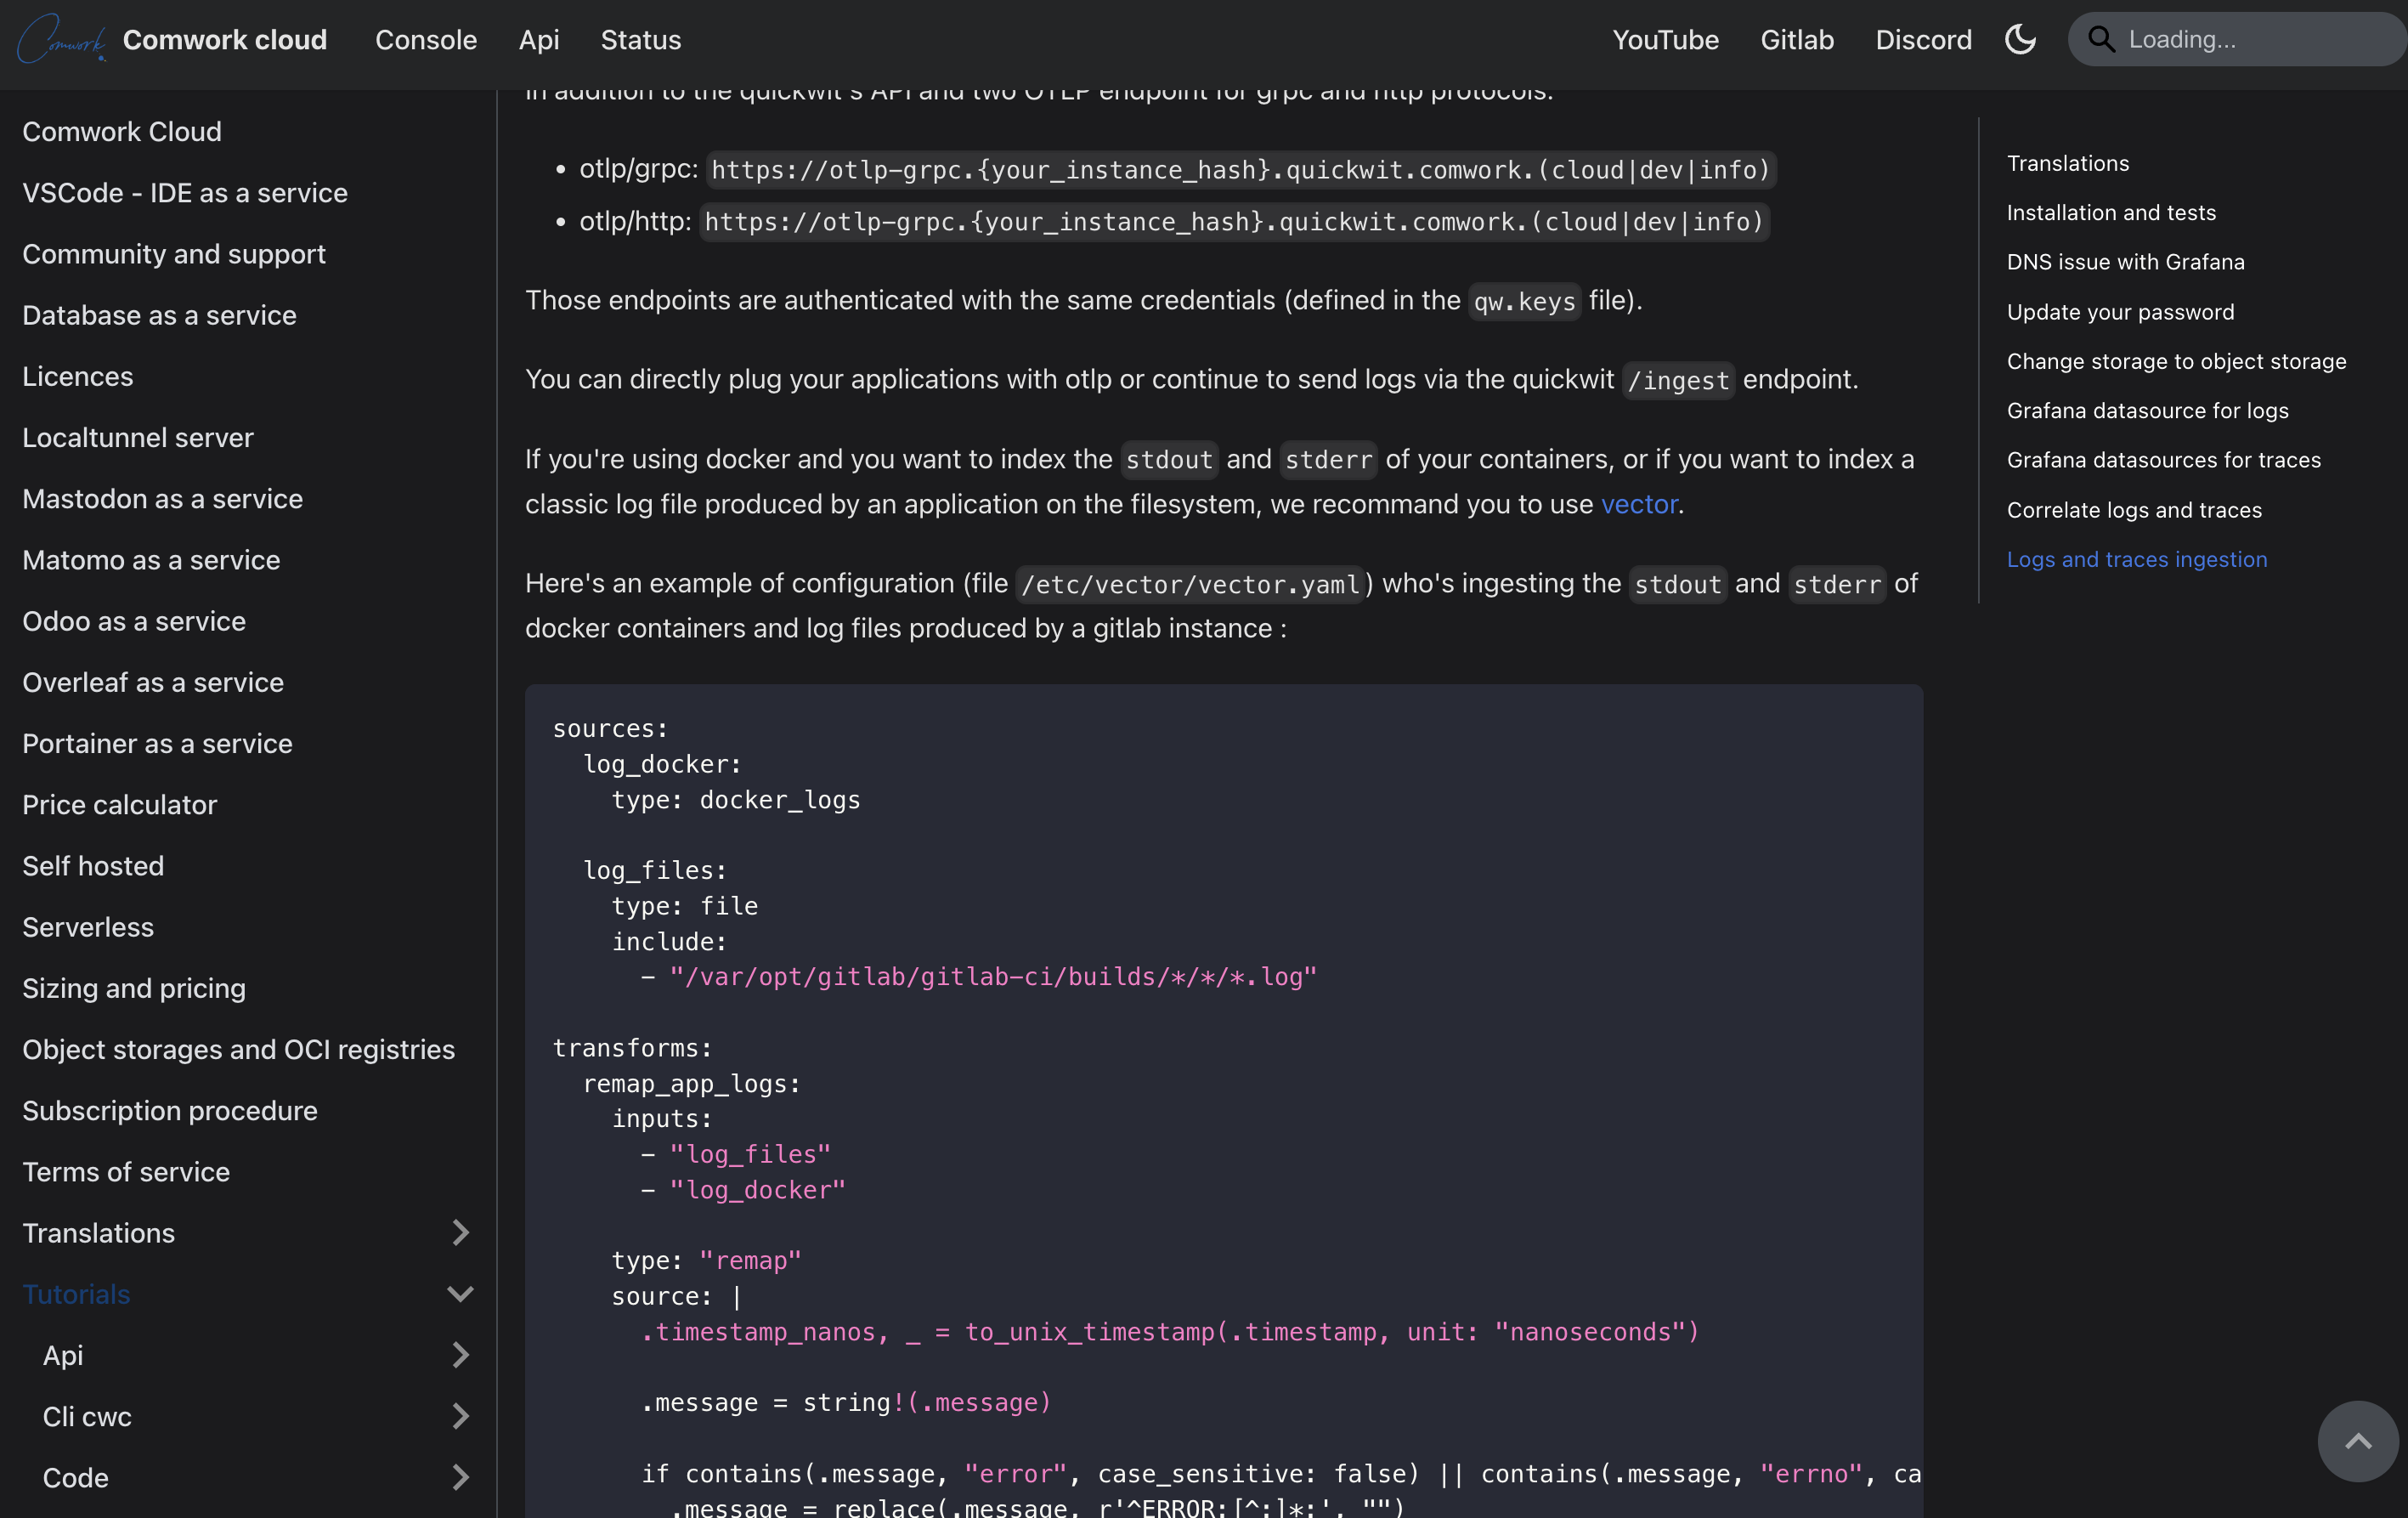 Comwork
Comwork cloud
Console
Api
Status
YouTube
Gitlab
Discord
Loading...
Comwork Cloud
VSCode - IDE as a service
Community and support
Database as a service
Licences
Localtunnel server
Mastodon as a service
Matomo as a service
Odoo as a service
Overleaf as a service
Portainer as a service
Price calculator
Self hosted
Serverless
Sizing and pricing
Object storages and OCI registries
Subscription procedure
Terms of service
Translations
Tutorials
Api
Cli cwc
Code
in addition to the quickwit's API and two OTLP endpoint for grpc and http protocols:
• otlp/grpc: https://otlp-grpc.{your_instance_hash}.quickwit.comwork.(cloud|dev|info)
• otlp/http: https://otlp-grpc.{your_instance_hash}.quickwit.comwork.(cloud|dev|info)
Those endpoints are authenticated with the same credentials (defined in the qw.keys file).
You can directly plug your applications with otlp or continue to send logs via the quickwit /ingest endpoint.
If you're using docker and you want to index the stdout and stderr of your containers, or if you want to index a
classic log file produced by an application on the filesystem, we recommand you to use vector.
Here's an example of configuration (file /etc/vector/vector.yaml) who's ingesting the stdout and stderr of
docker containers and log files produced by a gitlab instance :
sources:
  log_docker:
    type: docker_logs
  log_files:
    type: file
    include:
      - "/var/opt/gitlab/gitlab-ci/builds/*/*/*.log"
transforms:
  remap_app_logs:
    inputs:
      - "log_files"
      - "log_docker"
    type: "remap"
    source: |
      .timestamp_nanos, _ = to_unix_timestamp(.timestamp, unit: "nanoseconds")
      .message = string!(.message)
      if contains(.message, "error", case_sensitive: false) || contains(.message, "errno", ca
        .message = replace(.message, r'^ERROR:[^:]*:', "")
Translations
Installation and tests
DNS issue with Grafana
Update your password
Change storage to object storage
Grafana datasource for logs
Grafana datasources for traces
Correlate logs and traces
Logs and traces ingestion